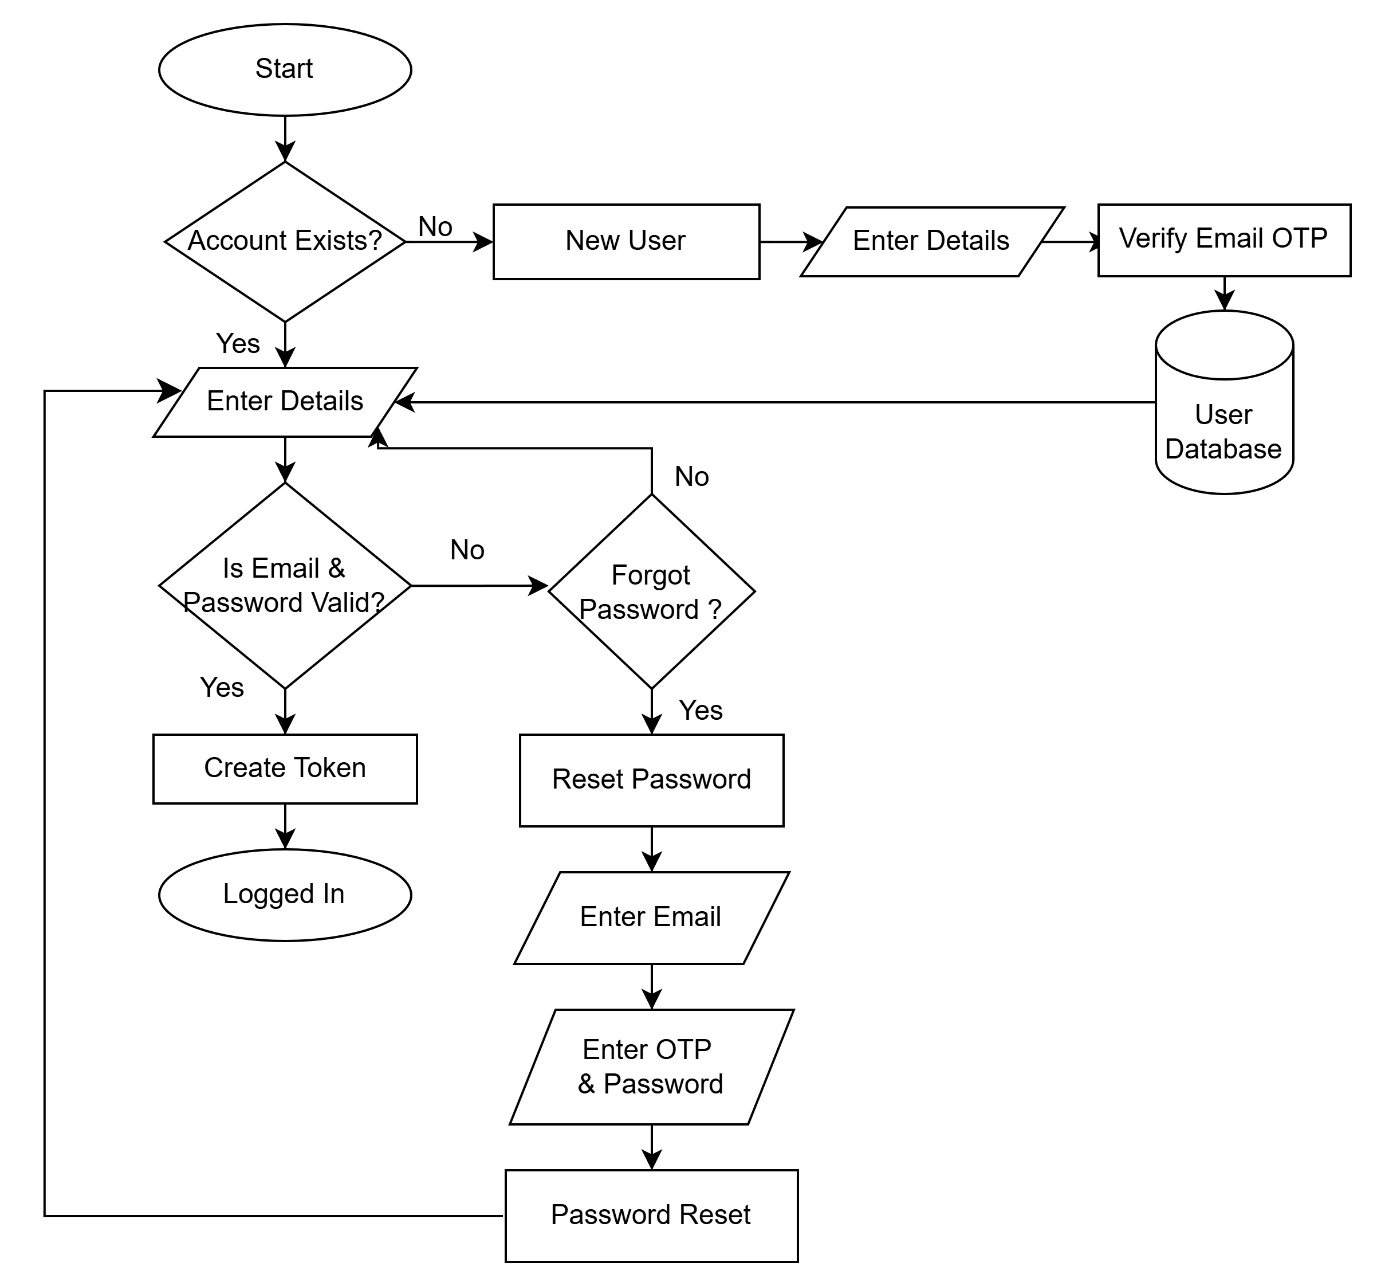 Start
Account Exists?
No
New User
Enter Details
Verify Email OTP
Yes
Enter Details
User
Database
No
Is Email &
Password Valid?
No
Forgot
Password ?
Yes
Yes
Create Token
Reset Password
Logged In
Enter Email
Enter OTP
& Password
Password Reset